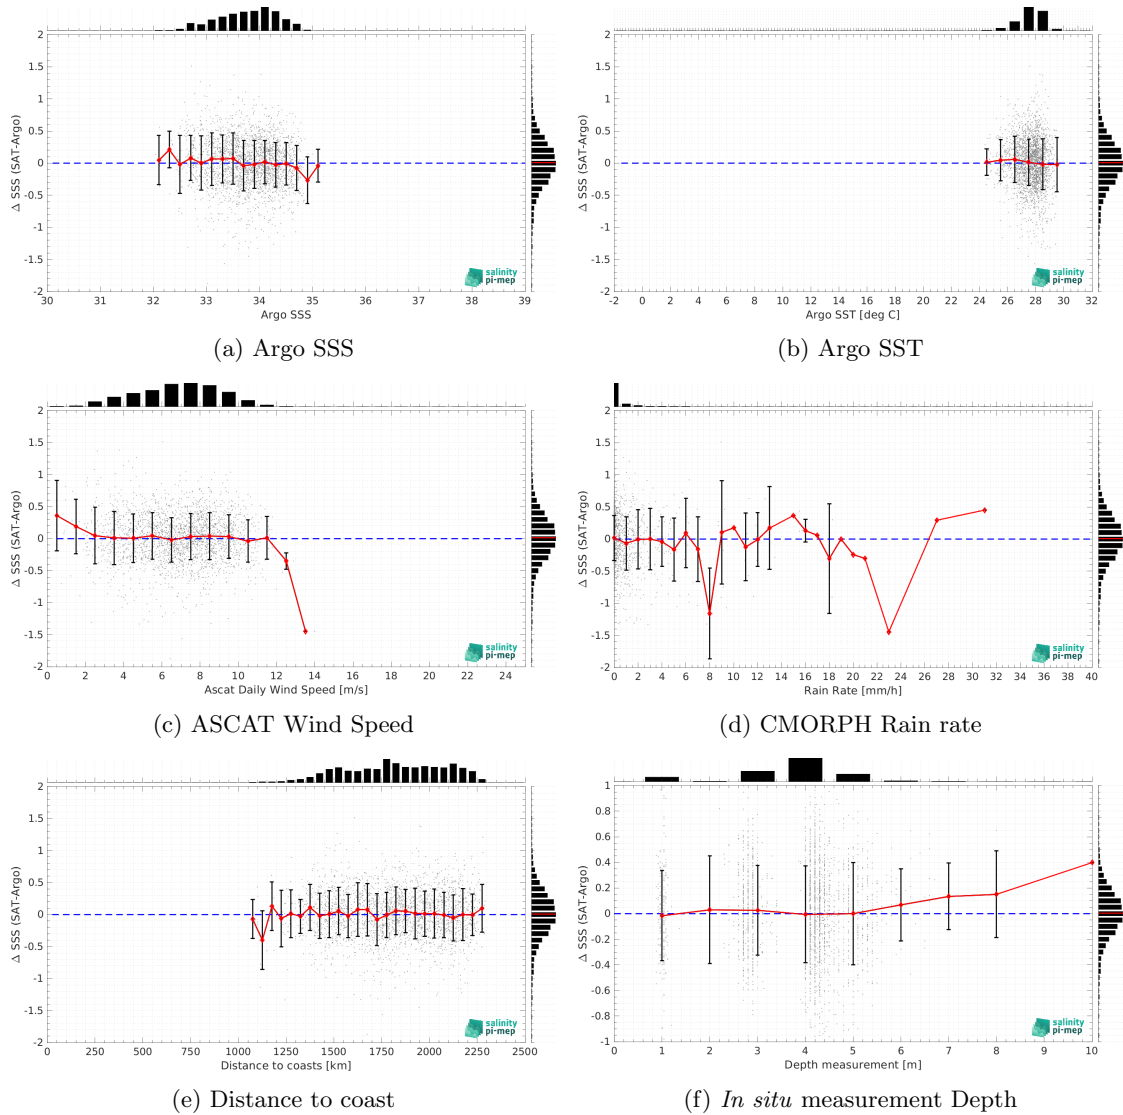 2
1.5
1
0.5
0
-0.5
-1
-1.5
-2
Δ SSS (SAT-Argo)
30 31 32 33 34 35 36 37 38 39
Argo SSS
salinity
pi-mep
(a) Argo SSS
2
1.5
1
0.5
0
-0.5
-1
-1.5
-2
Δ SSS (SAT-Argo)
-2 0 2 4 6 8 10 12 14 16 18 20 22 24 26 28 30 32
Argo SST [deg C]
salinity
pi-mep
(b) Argo SST
2
1.5
1
0.5
0
-0.5
-1
-1.5
-2
Δ SSS (SAT-Argo)
0 2 4 6 8 10 12 14 16 18 20 22 24
Ascat Daily Wind Speed [m/s]
salinity
pi-mep
(c) ASCAT Wind Speed
2
1.5
1
0.5
0
-0.5
-1
-1.5
-2
Δ SSS (SAT-Argo)
0 2 4 6 8 10 12 14 16 18 20 22 24 26 28 30 32 34 36 38 40
Rain Rate [mm/h]
salinity
pi-mep
(d) CMORPH Rain rate
2
1.5
1
0.5
0
-0.5
-1
-1.5
-2
Δ SSS (SAT-Argo)
0 250 500 750 1000 1250 1500 1750 2000 2250 2500
Distance to coasts [km]
salinity
pi-mep
(e) Distance to coast
1
0.8
0.6
0.4
0.2
0
-0.2
-0.4
-0.6
-0.8
-1
Δ SSS (SAT-Argo)
0 1 2 3 4 5 6 7 8 9 10
Depth measurement [m]
salinity
pi-mep
(f) In situ measurement Depth